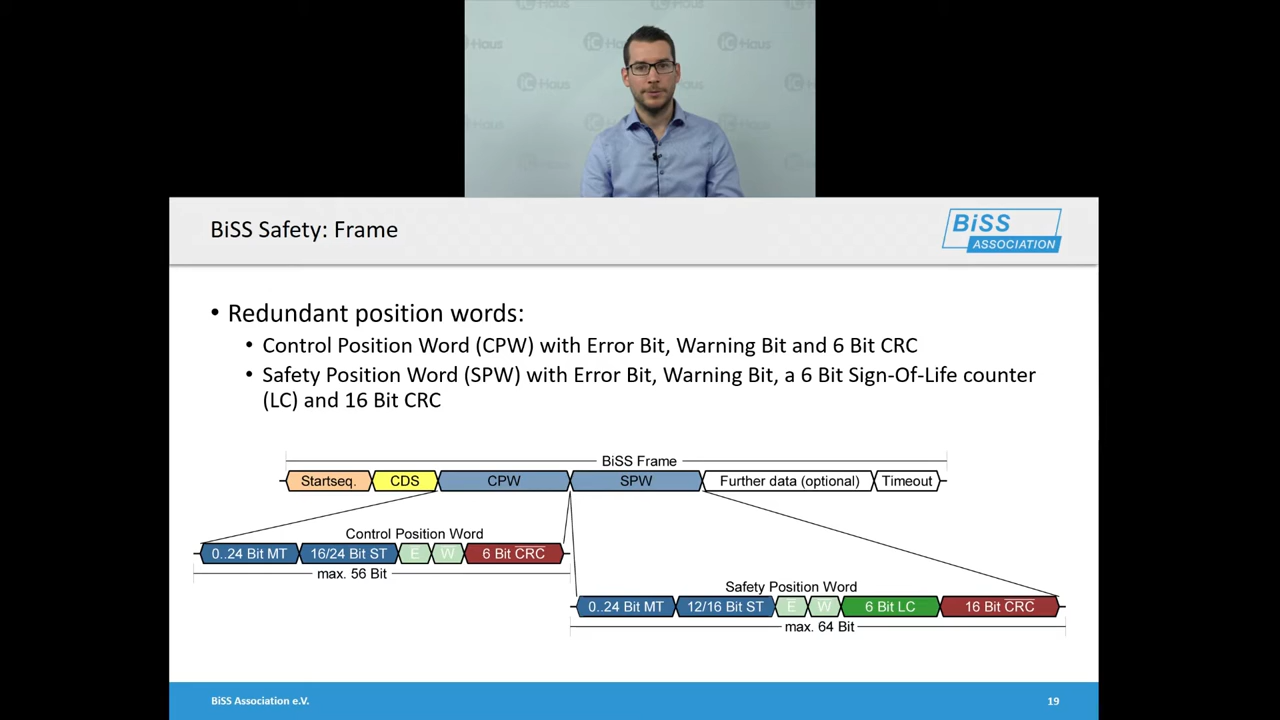 iC Haus
BiSS Safety: Frame
BiSS
ASSOCIATION
• Redundant position words:
• Control Position Word (CPW) with Error Bit, Warning Bit and 6 Bit CRC
• Safety Position Word (SPW) with Error Bit, Warning Bit, a 6 Bit Sign-Of-Life counter
(LC) and 16 Bit CRC
BiSS Frame
Startseq. CDS CPW SPW Further data (optional) Timeout
Control Position Word
0..24 Bit MT 16/24 Bit ST E W 6 Bit CRC
max. 56 Bit
Safety Position Word
0..24 Bit MT 12/16 Bit ST E W 6 Bit LC 16 Bit CRC
max. 64 Bit
BiSS Association e.V. 19